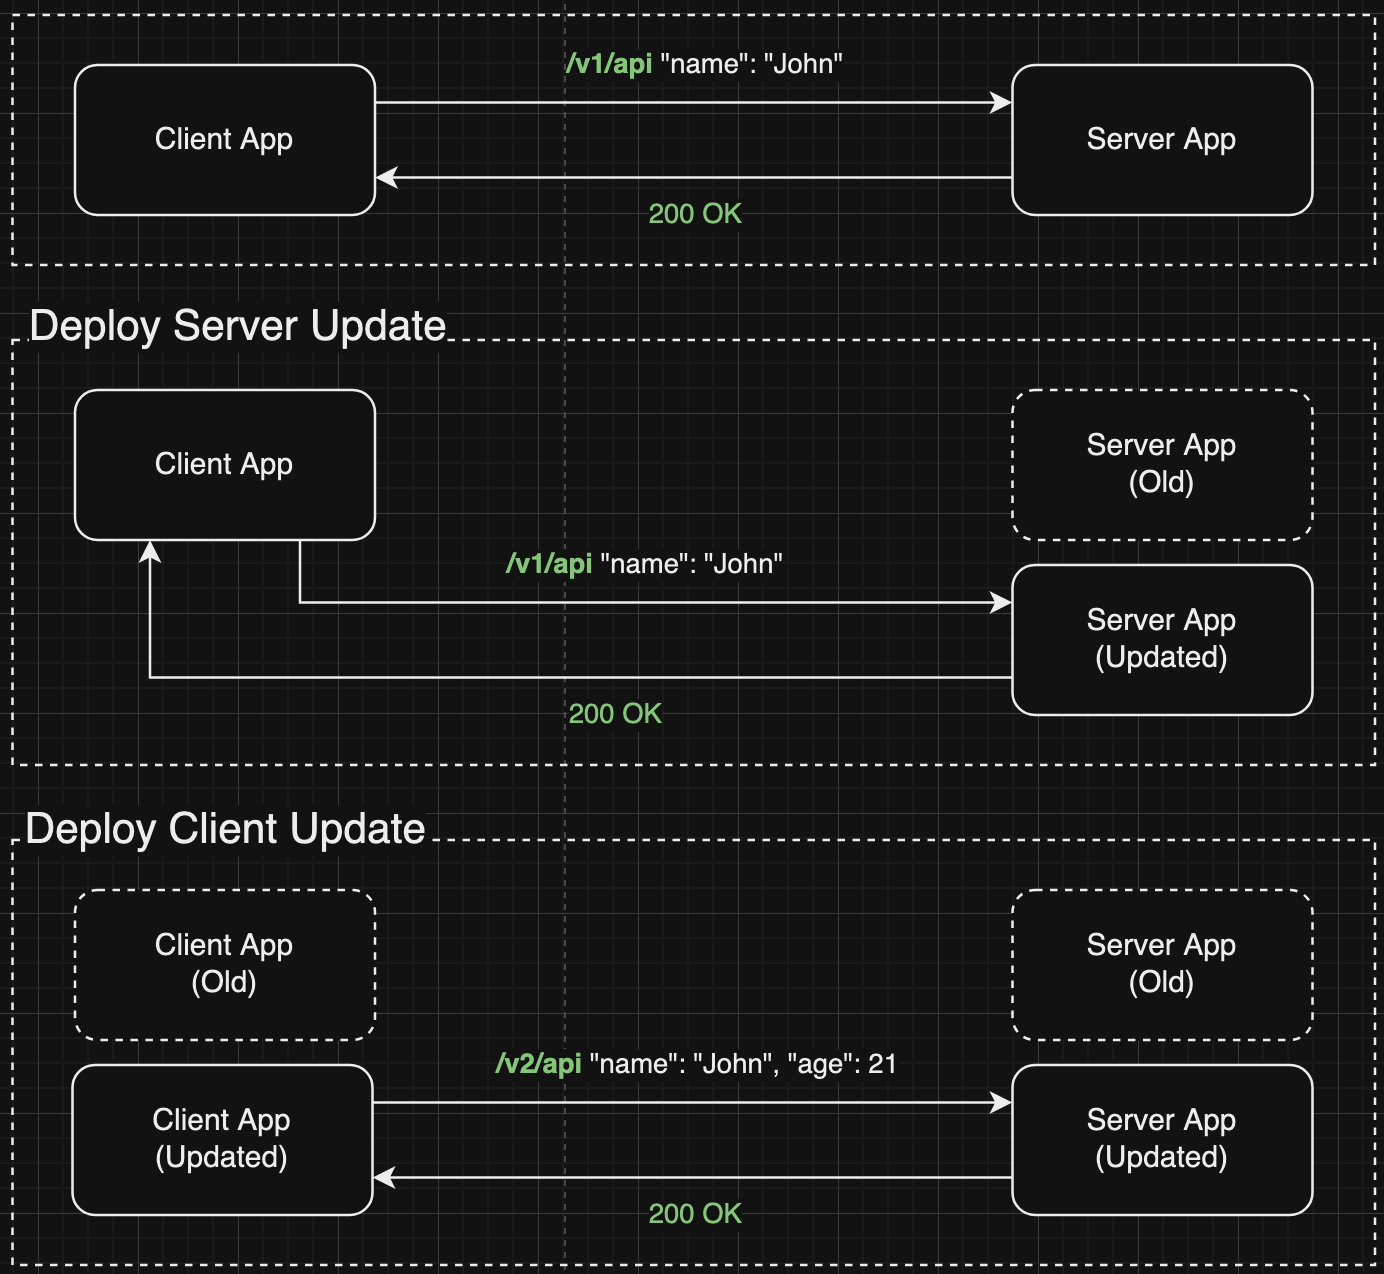 /v1/api "name": "John"
Client App
Server App
200 OK
Deploy Server Update
Client App
Server App
(Old)
/v1/api "name": "John"
Server App
(Updated)
200 OK
Deploy Client Update
Client App
(Old)
Server App
(Old)
/v2/api "name": "John", "age": 21
Client App
(Updated)
Server App
(Updated)
200 OK